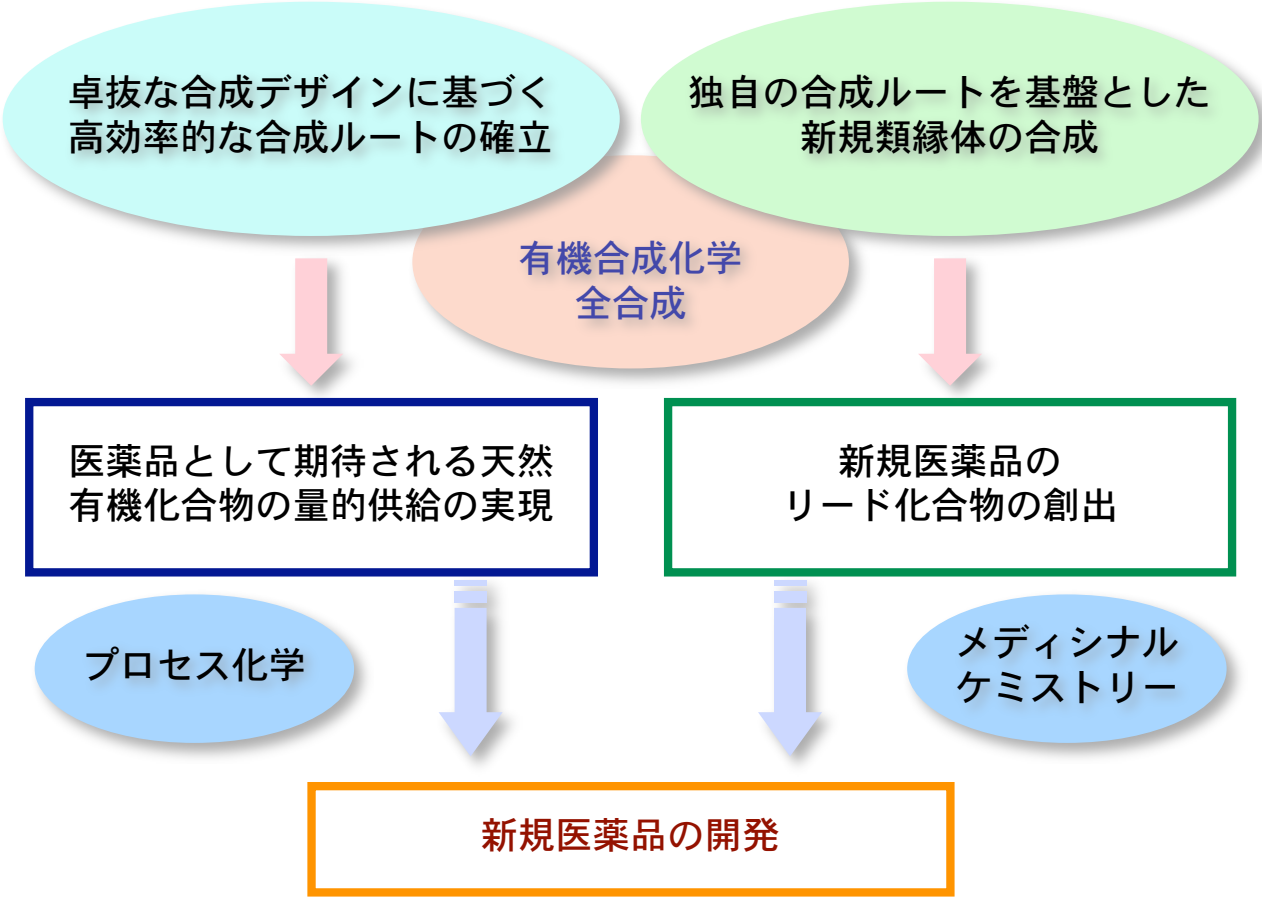 卓抜な合成デザインに基づく
高効率的な合成ルートの確立
独自の合成ルートを基盤とした
新規類縁体の合成
有機合成化学
全合成
医薬品として期待される天然
有機化合物の量的供給の実現
新規医薬品の
リード化合物の創出
プロセス化学
メディシナル
ケミストリー
新規医薬品の開発